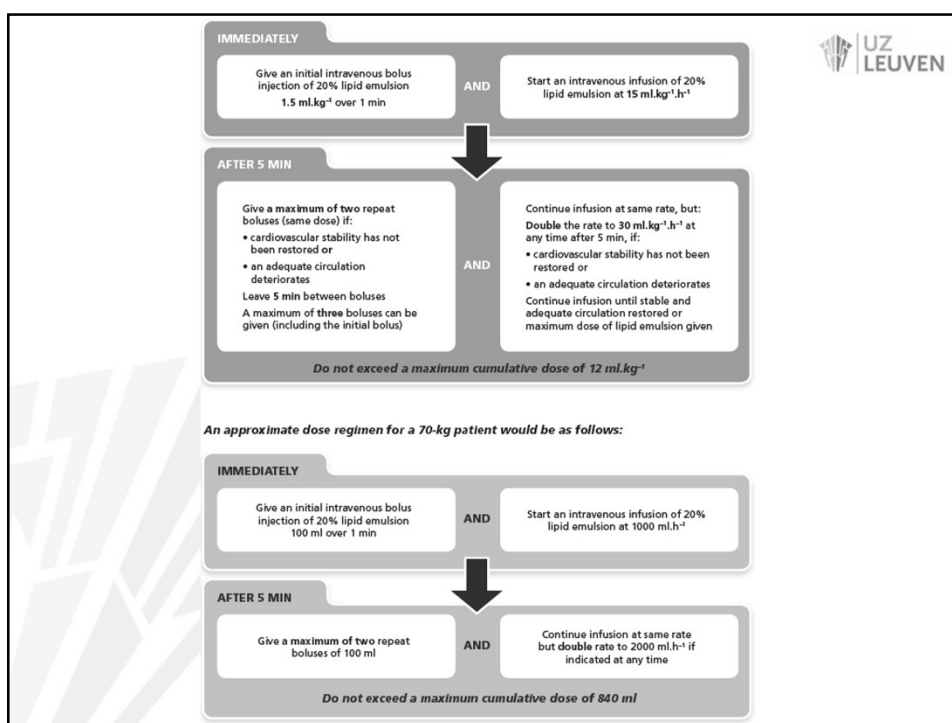 UZ
LEUVEN
IMMEDIATELY
Give an initial intravenous bolus
injection of 20% lipid emulsion
1.5 ml.kg⁻¹ over 1 min
AND
Start an intravenous infusion of 20%
lipid emulsion at 15 ml.kg⁻¹.h⁻¹
AFTER 5 MIN
Give a maximum of two repeat
boluses (same dose) if:
• cardiovascular stability has not
been restored or
• an adequate circulation
deteriorates
Leave 5 min between boluses
A maximum of three boluses can be
given (including the initial bolus)
AND
Continue infusion at same rate, but:
Double the rate to 30 ml.kg⁻¹.h⁻¹ at
any time after 5 min, if:
• cardiovascular stability has not been
restored or
• an adequate circulation deteriorates
Continue infusion until stable and
adequate circulation restored or
maximum dose of lipid emulsion given
Do not exceed a maximum cumulative dose of 12 ml.kg⁻¹
An approximate dose regimen for a 70-kg patient would be as follows:
IMMEDIATELY
Give an initial intravenous bolus
injection of 20% lipid emulsion
100 ml over 1 min
AND
Start an intravenous infusion of 20%
lipid emulsion at 1000 ml.h⁻¹
AFTER 5 MIN
Give a maximum of two repeat
boluses of 100 ml
AND
Continue infusion at same rate
but double rate to 2000 ml.h⁻¹ if
indicated at any time
Do not exceed a maximum cumulative dose of 840 ml